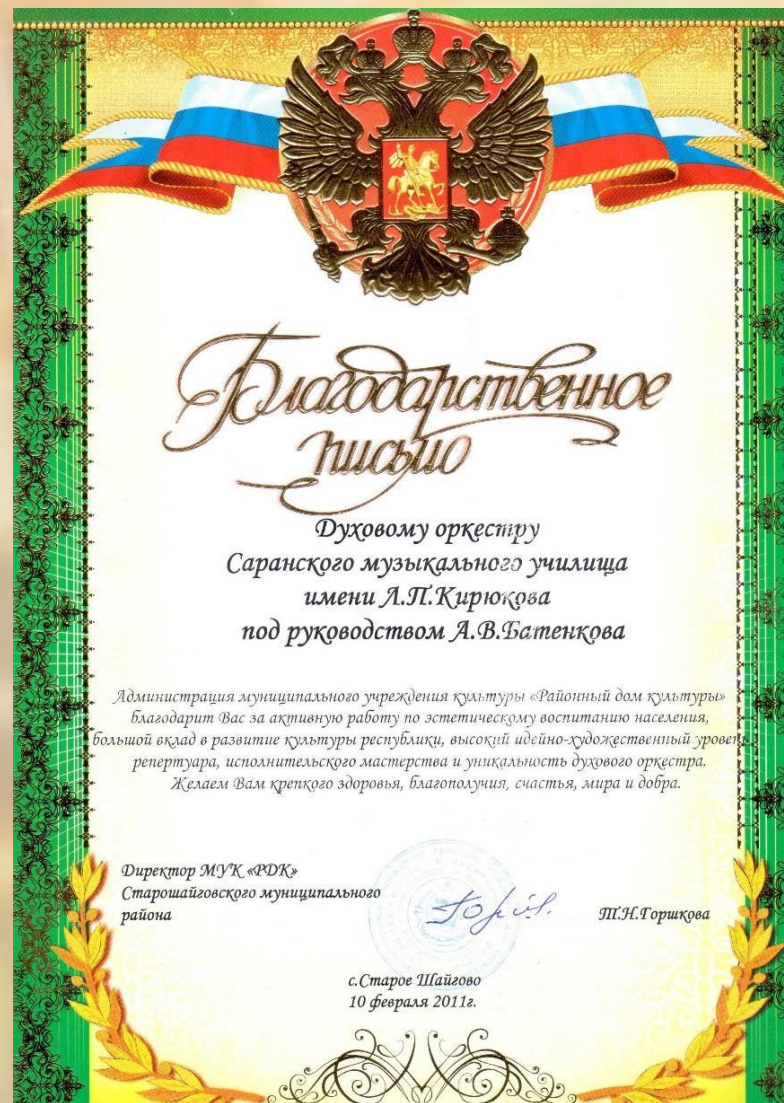 Благодарственное
письмо
Духовому оркестру
Саранского музыкального училища
имени Л.П.Кирюкова
под руководством А.В.Батенкова
Администрация муниципального учреждения культуры «Районный дом культуры»
благодарит Вас за активную работу по эстетическому воспитанию населения,
большой вклад в развитие культуры республики, высокий идейно-художественный уровень
репертуара, исполнительского мастерства и уникальность духового оркестра.
Желаем Вам крепкого здоровья, благополучия, счастья, мира и добра.
Директор МУК «РДК»
Старошайговского муниципального
района
Т.Н.Горшкова
с.Старое Шайгово
10 февраля 2011г.